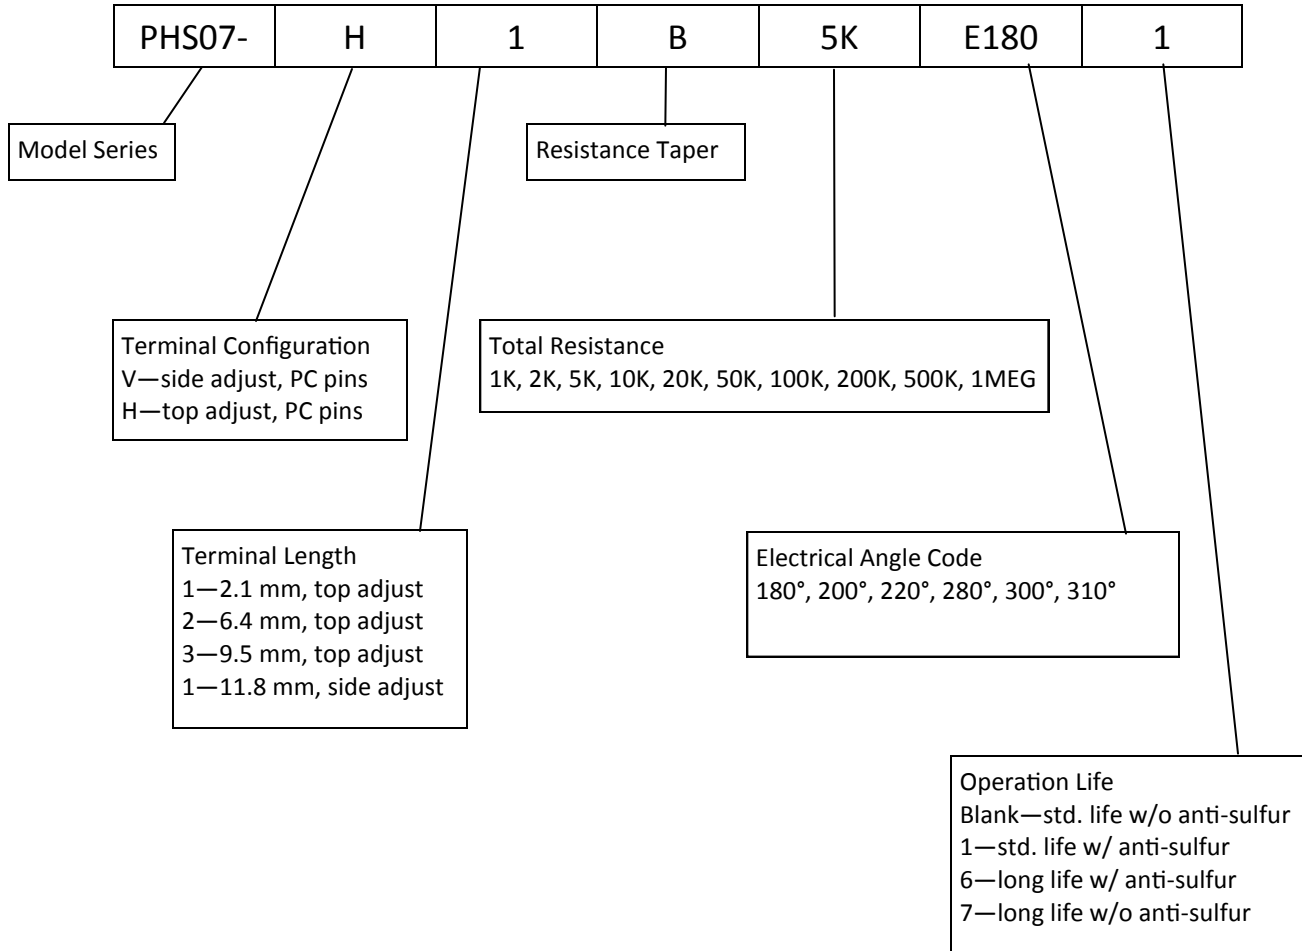 PHS07- H 1 B 5K E180 1
Model Series
Resistance Taper
Terminal Configuration
V—side adjust, PC pins
H—top adjust, PC pins
Total Resistance
1K, 2K, 5K, 10K, 20K, 50K, 100K, 200K, 500K, 1MEG
Terminal Length
1—2.1 mm, top adjust
2—6.4 mm, top adjust
3—9.5 mm, top adjust
1—11.8 mm, side adjust
Electrical Angle Code
180°, 200°, 220°, 280°, 300°, 310°
Operation Life
Blank—std. life w/o anti-sulfur
1—std. life w/ anti-sulfur
6—long life w/ anti-sulfur
7—long life w/o anti-sulfur